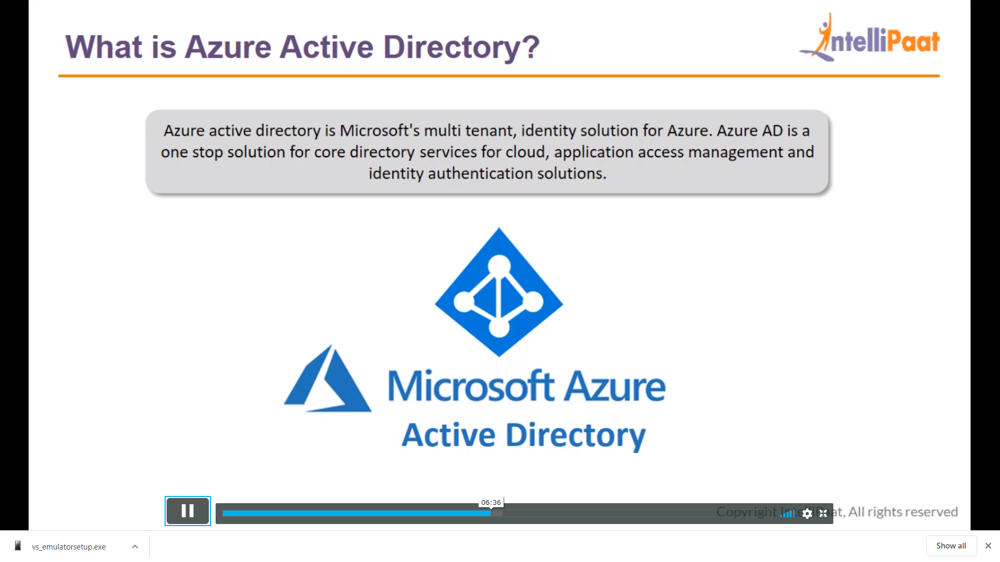 What is Azure Active Directory?
IntelliPaat
Azure active directory is Microsoft's multi tenant, identity solution for Azure. Azure AD is a
one stop solution for core directory services for cloud, application access management and
identity authentication solutions.
Microsoft Azure
Active Directory
06:36
Copyright IntelliPaat, All rights reserved
vs_emulatorsetup.exe
Show all